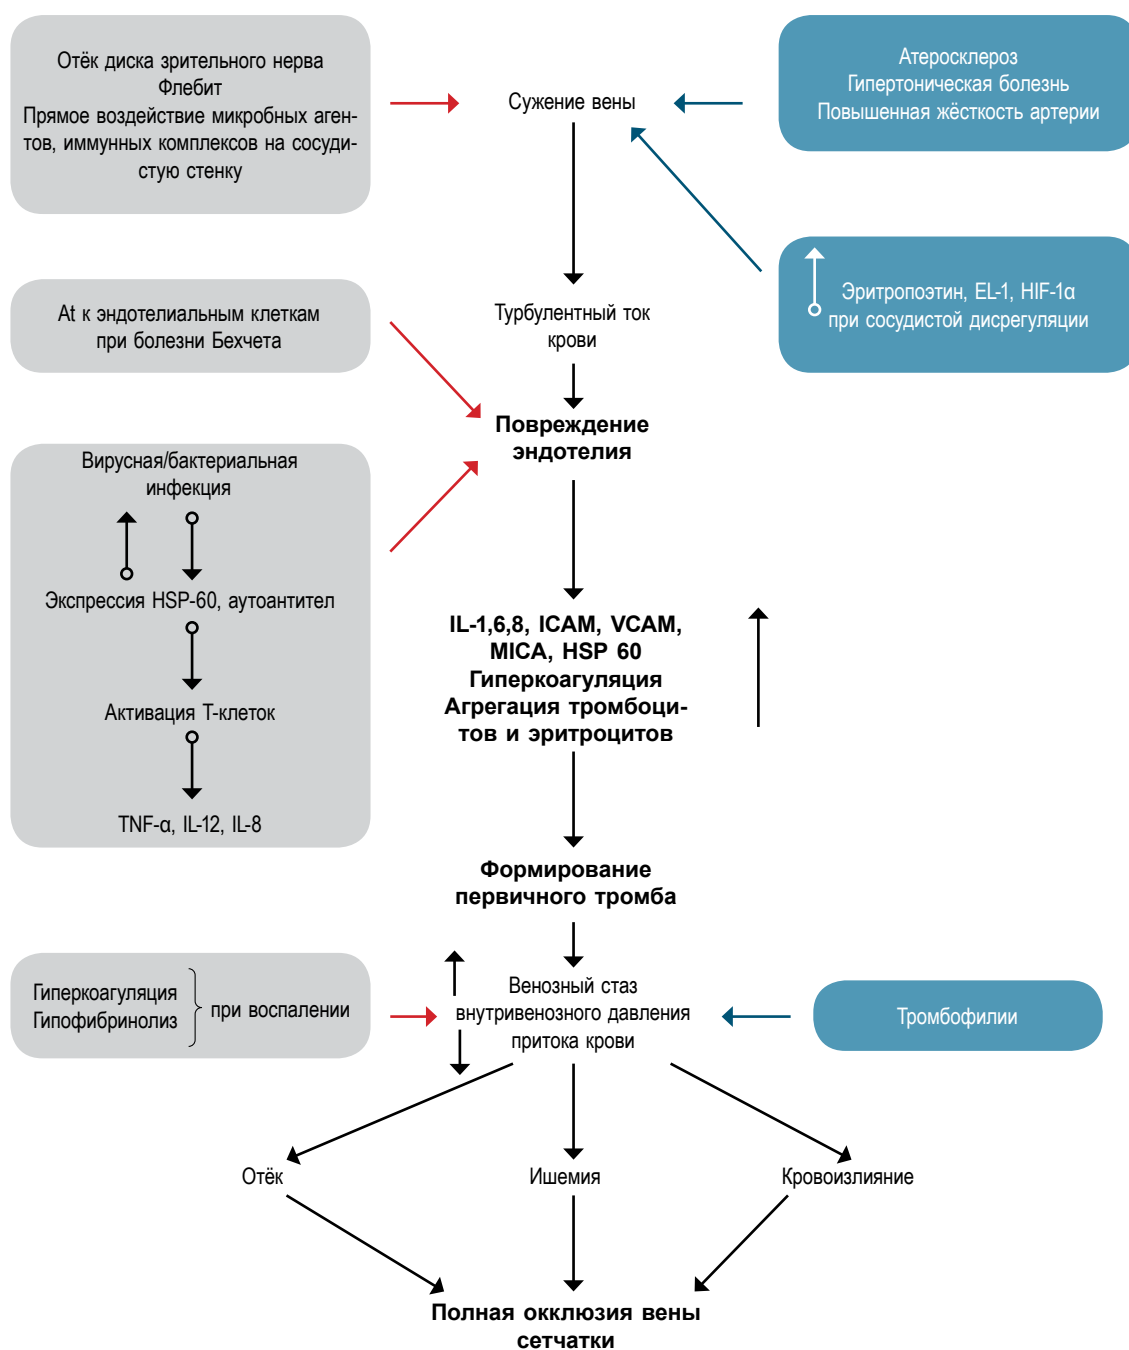 Отёк диска зрительного нерва
Флебит
Прямое воздействие микробных аген-
тов, иммунных комплексов на сосуди-
стую стенку
Сужение вены
Атеросклероз
Гипертоническая болезнь
Повышенная жёсткость артерии
Эритропоэтин, EL-1, HIF-1α
при сосудистой дисрегуляции
At к эндотелиальным клеткам
при болезни Бехчета
Турбулентный ток
крови
Повреждение
эндотелия
Вирусная/бактериальная
инфекция
Экспрессия HSP-60, аутоантител
Активация Т-клеток
TNF-α, IL-12, IL-8
IL-1,6,8, ICAM, VCAM,
MICA, HSP 60
Гиперкоагуляция
Агрегация тромбоци-
тов и эритроцитов
Формирование
первичного тромба
Гиперкоагуляция
Гипофибринолиз
при воспалении
Венозный стаз
внутривенозного давления
притока крови
Тромбофилии
Отёк
Ишемия
Кровоизлияние
Полная окклюзия вены
сетчатки